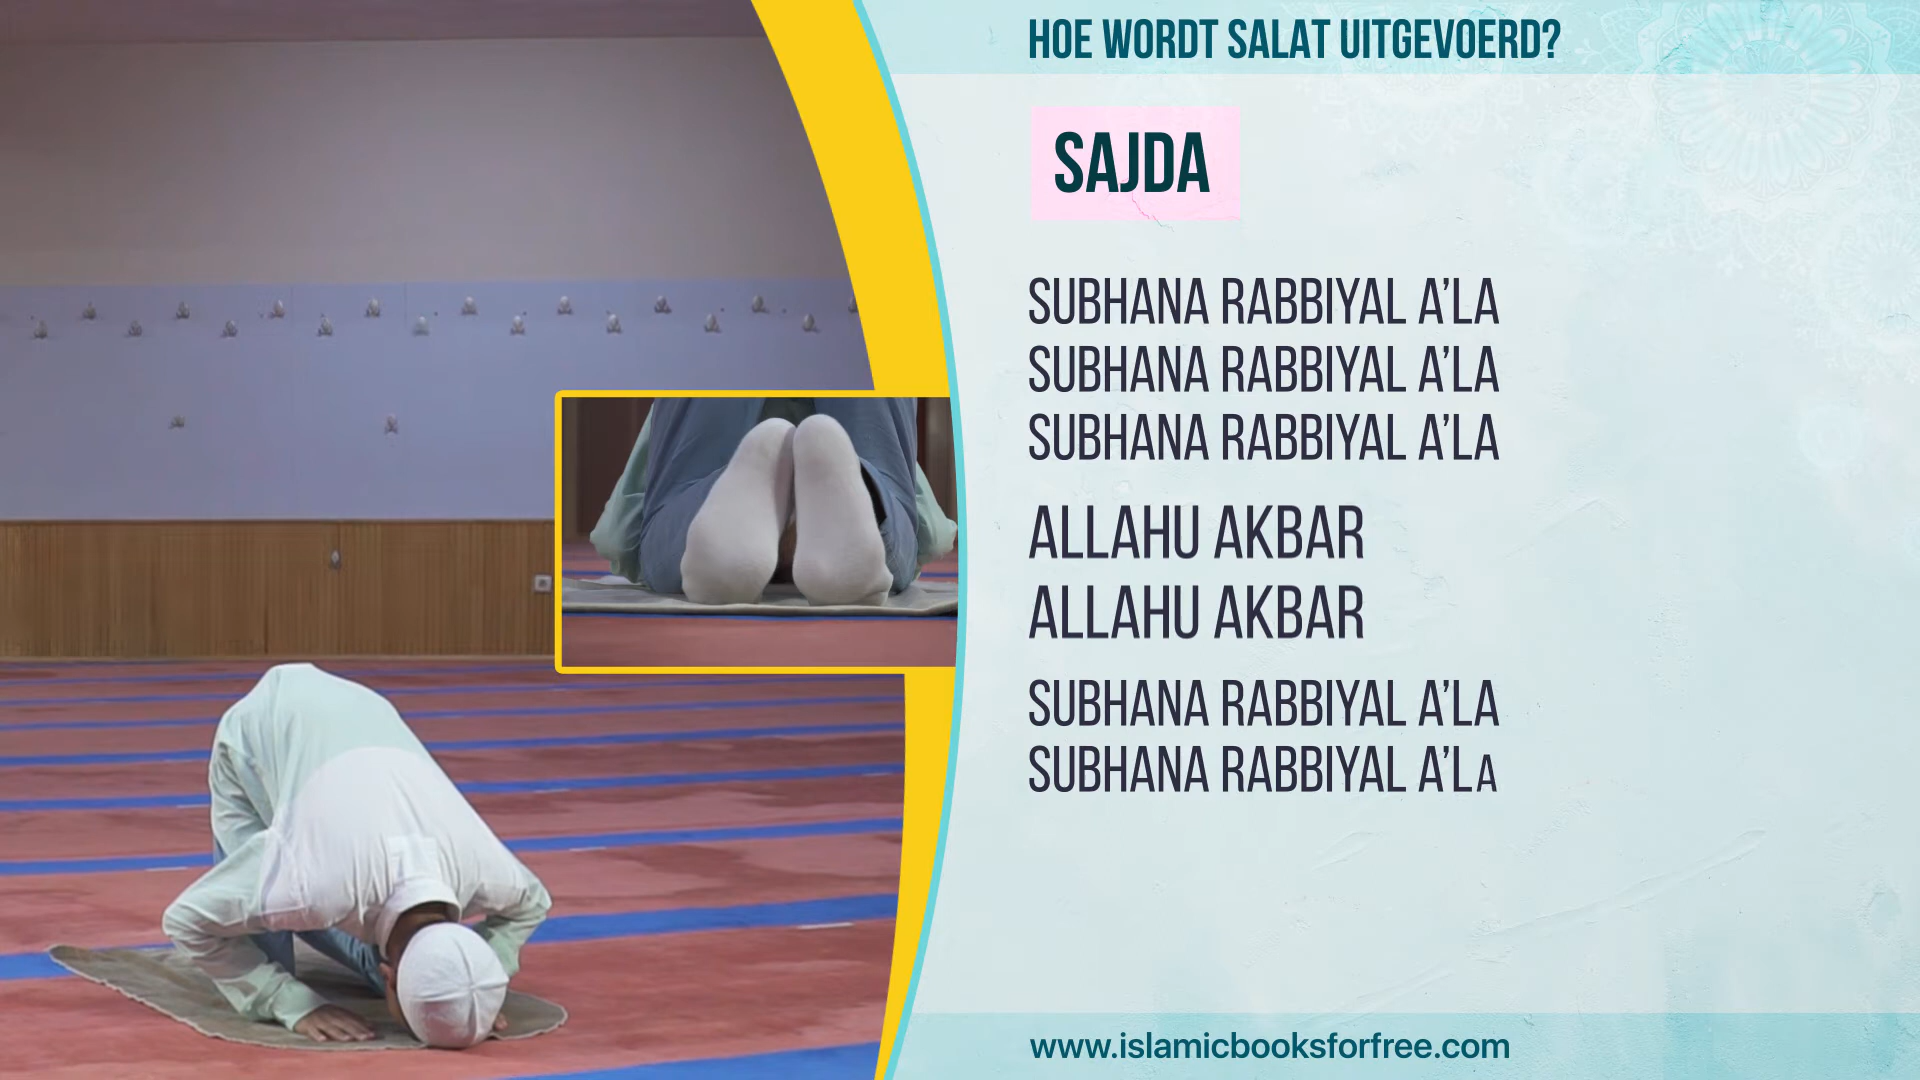 HOE WORDT SALAT UITGEVOERD?
SAJDA
SUBHANA RABBIYAL A'LA
SUBHANA RABBIYAL A'LA
SUBHANA RABBIYAL A'LA
ALLAHU AKBAR
ALLAHU AKBAR
SUBHANA RABBIYAL A'LA
SUBHANA RABBIYAL A'LA
www.islamicbooksforfree.com